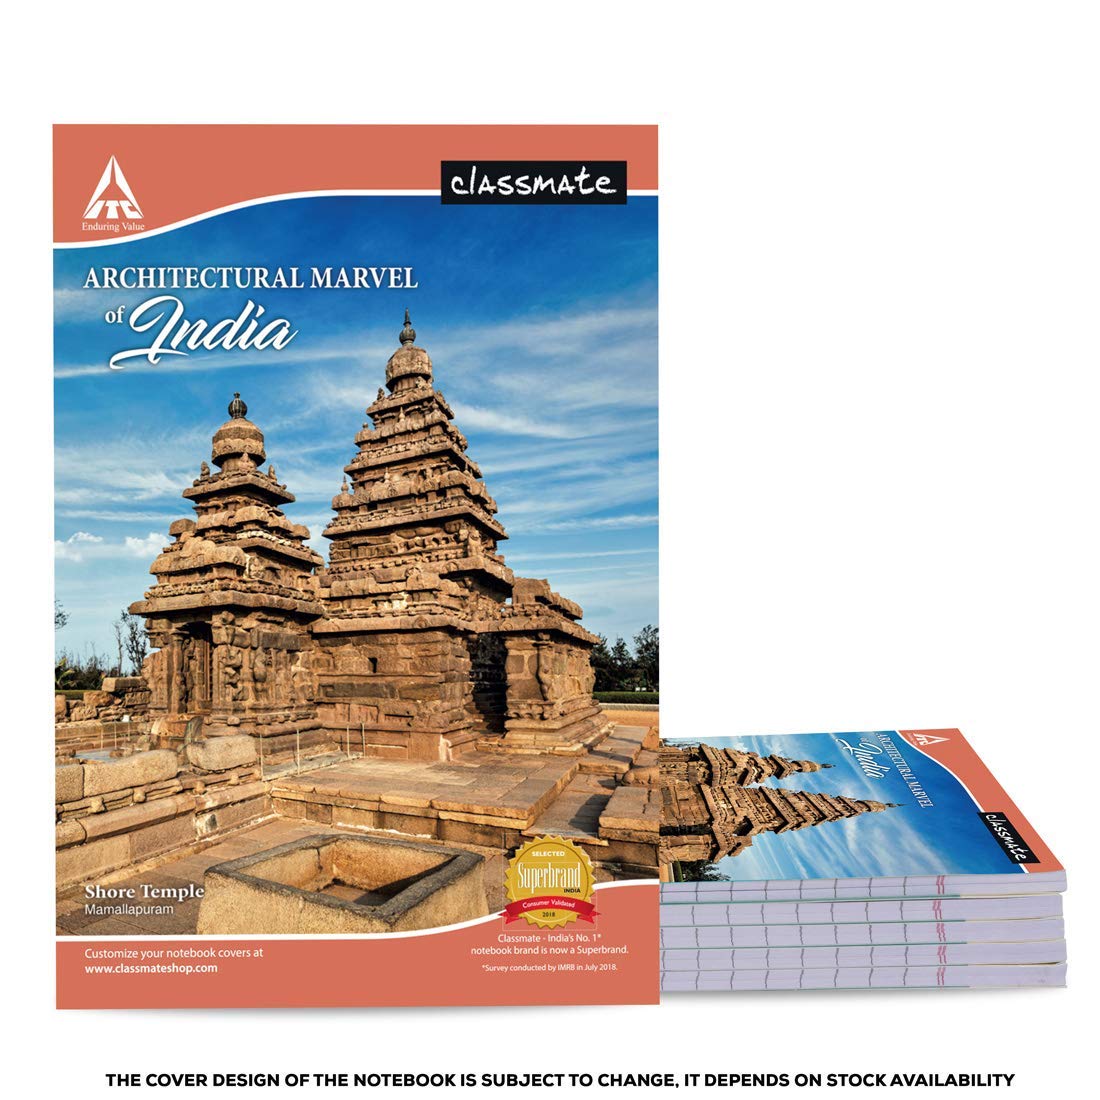 ITC
Enduring Value
classmate
ARCHITECTURAL MARVEL
of India
Shore Temple
Mamallapuram
Customize your notebook covers at
www.classmateshop.com
SELECTED
Superbrand
INDIA
Consumer Validated
2018
Classmate - India's No. 1*
notebook brand is now a Superbrand.
*Survey conducted by IMRB in July 2018.
ITC
ARCHITECTURAL MARVEL
of India
classmate
THE COVER DESIGN OF THE NOTEBOOK IS SUBJECT TO CHANGE, IT DEPENDS ON STOCK AVAILABILITY